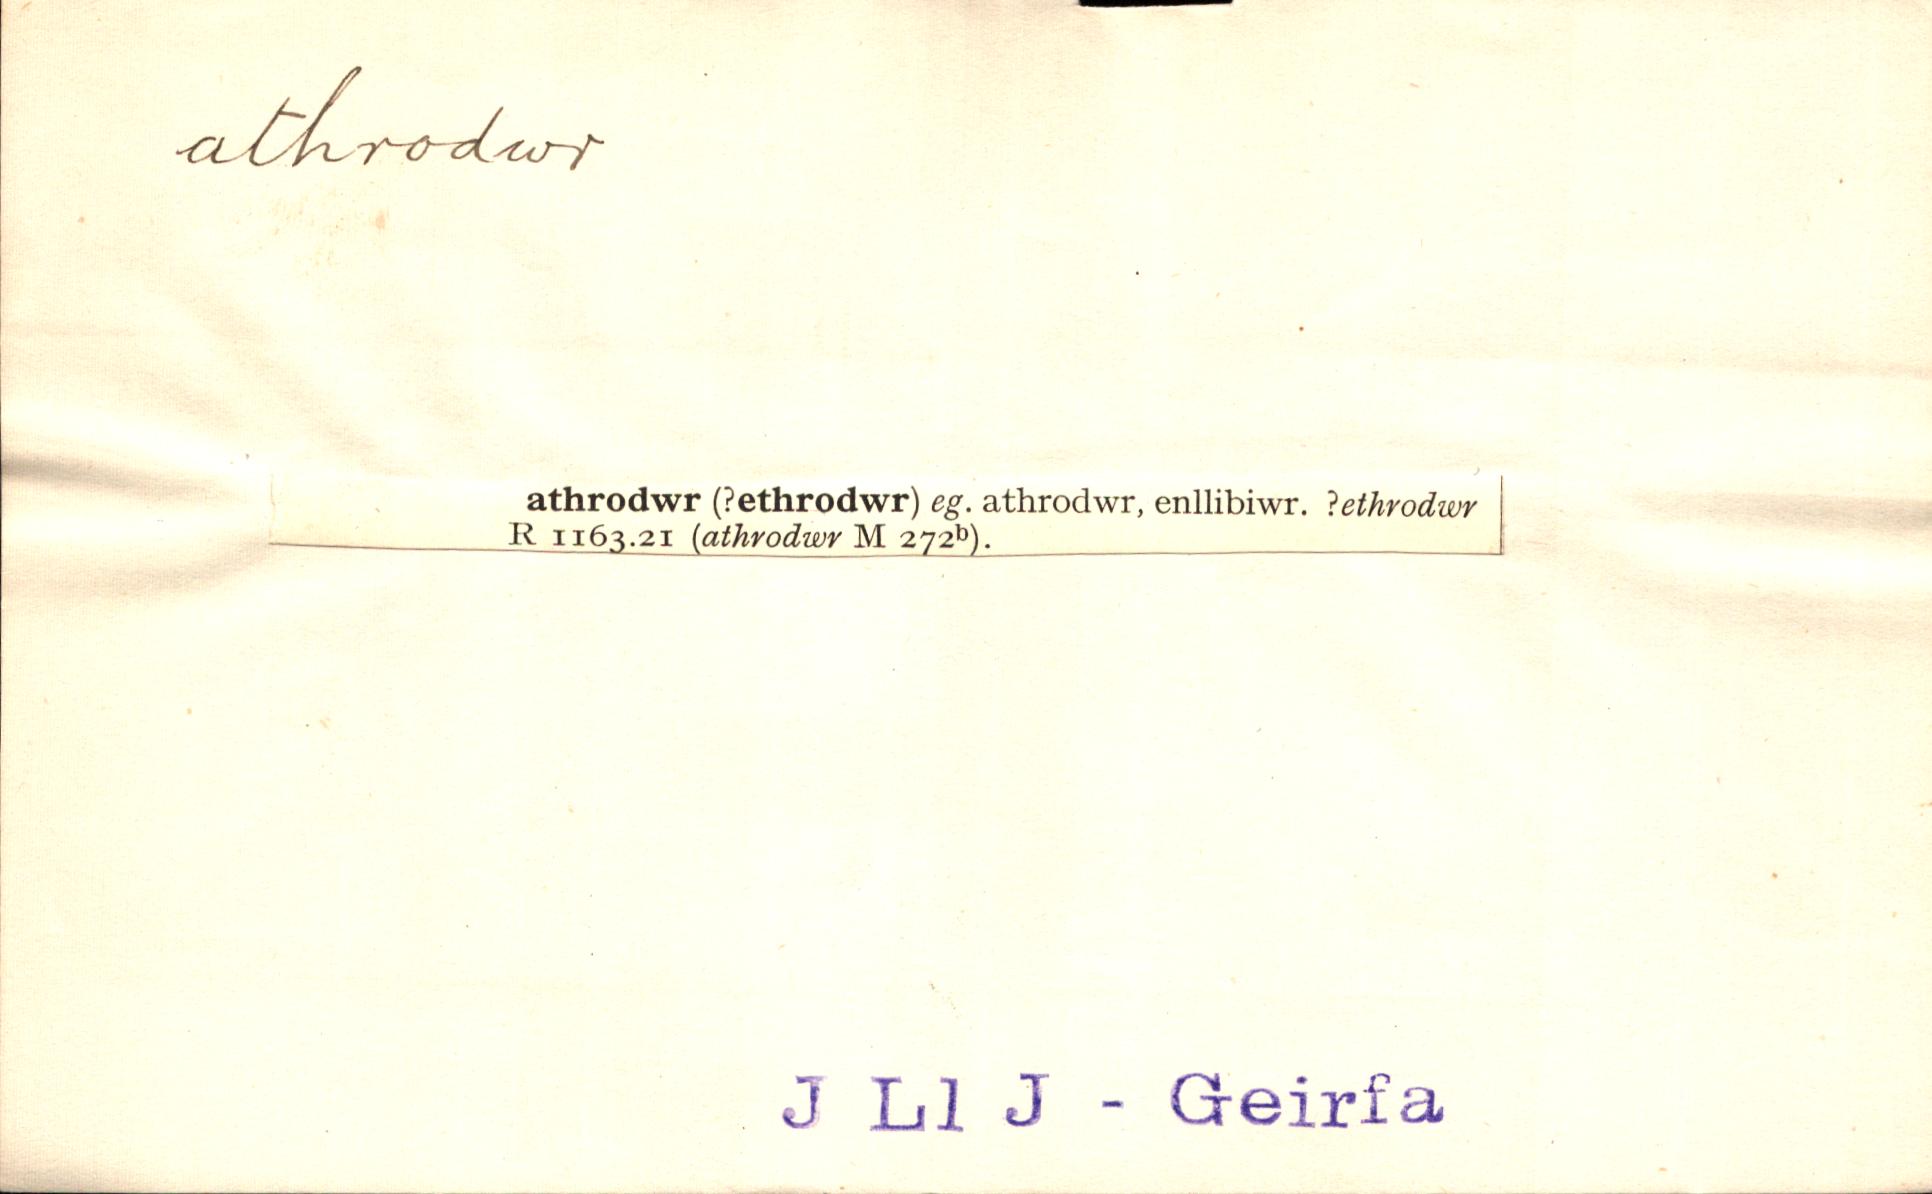 athrodwr
athrodwr (?ethrodwr) eg. athrodwr, enllibiwr. ?ethrodwr
R 1163.21 (athrodwr M 272ᵇ).
J Ll J - Geirfa